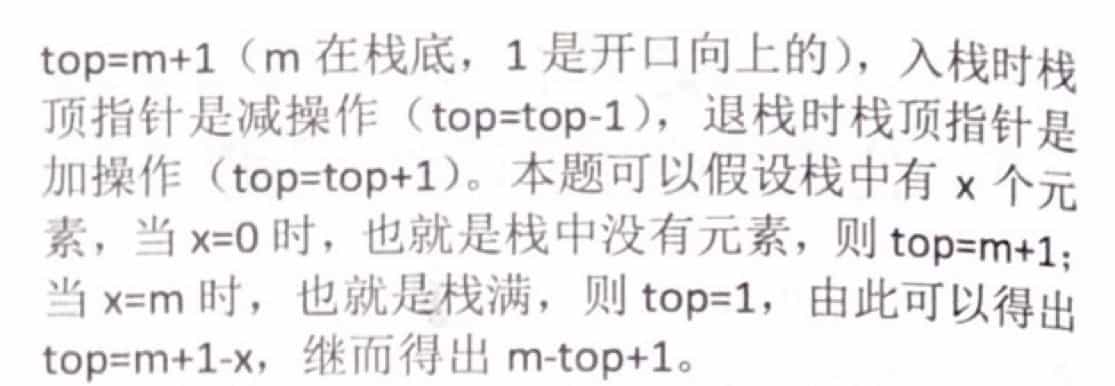 top=m+1（m 在栈底，1 是开口向上的），入栈时栈
顶指针是减操作（top=top-1），退栈时栈顶指针是
加操作（top=top+1）。本题可以假设栈中有 x 个元
素，当 x=0 时，也就是栈中没有元素，则 top=m+1；
当 x=m 时，也就是栈满，则 top=1，由此可以得出
top=m+1-x，继而得出 m-top+1。